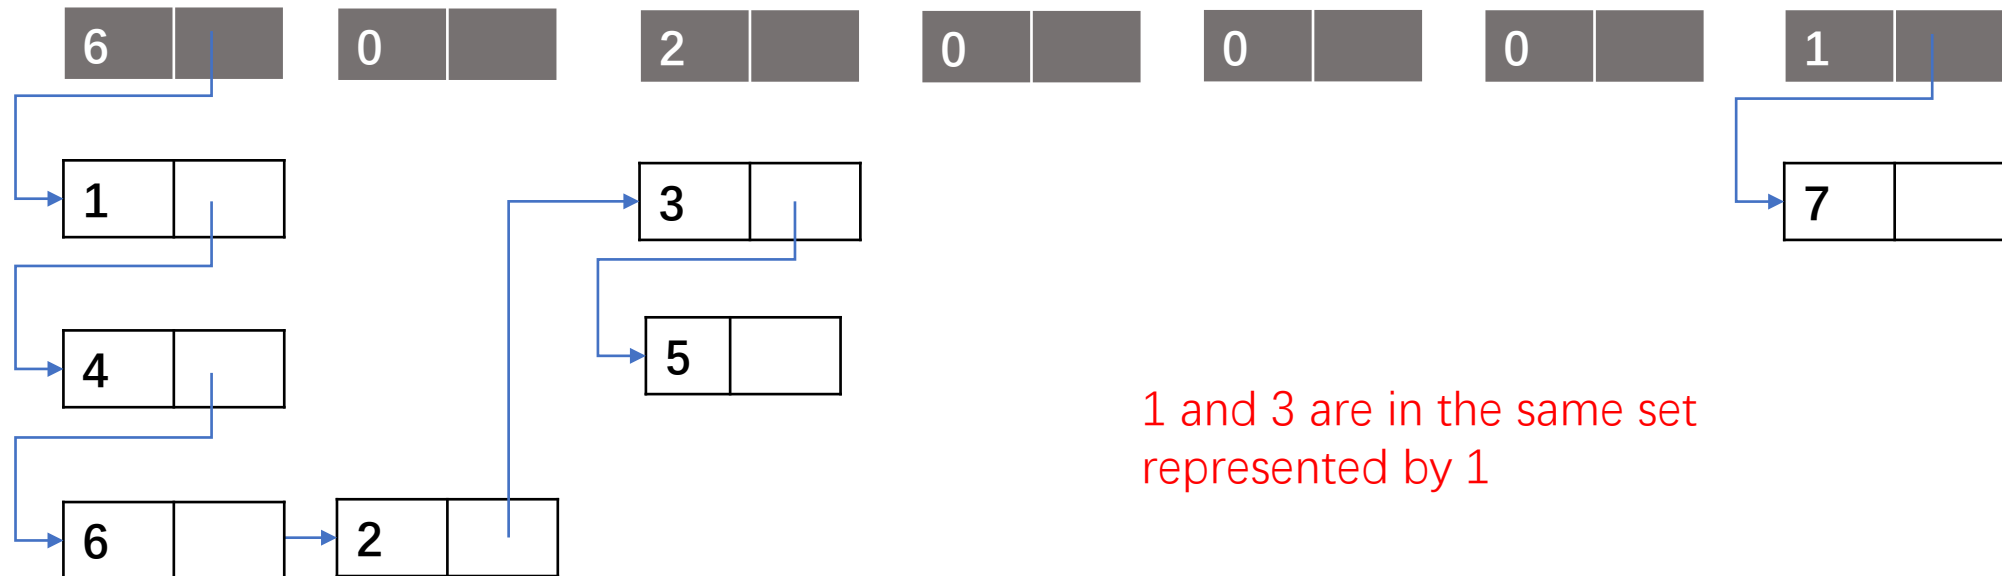 6 0 2 0 0 0 1
1 3 7
4 5
1 and 3 are in the same set
represented by 1
6 2